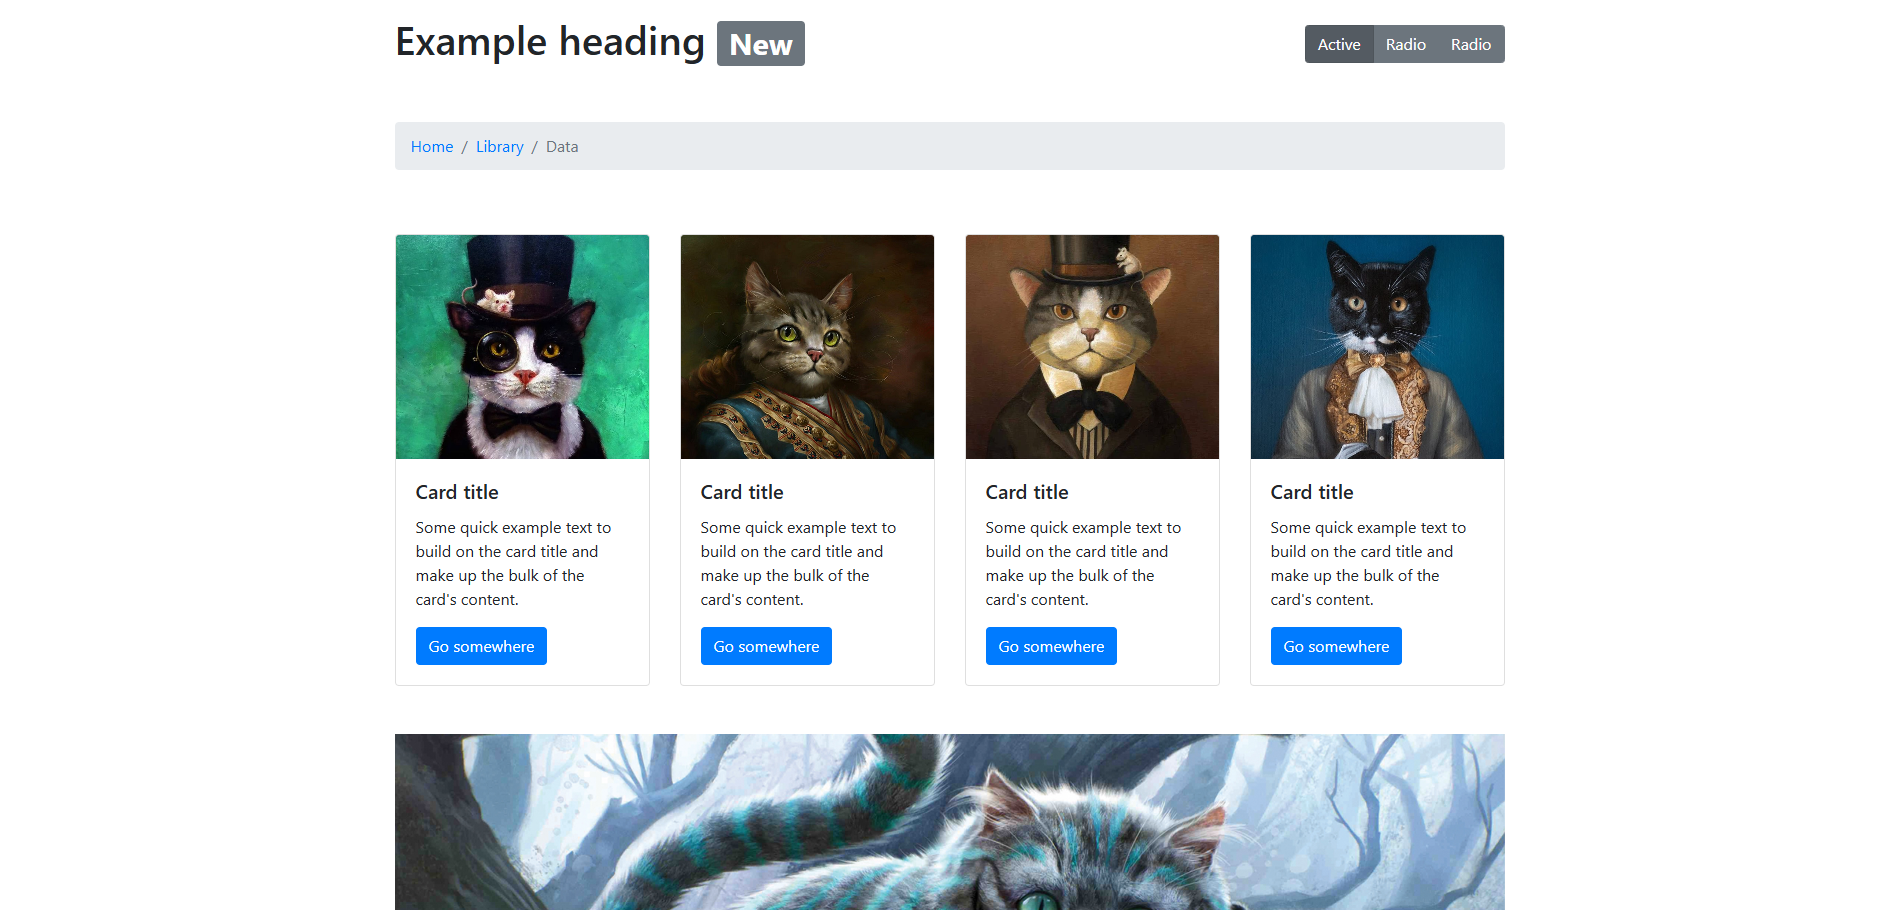 Example heading New
Active Radio Radio
Home / Library / Data
Card title
Some quick example text to
build on the card title and
make up the bulk of the
card's content.
Go somewhere
Card title
Some quick example text to
build on the card title and
make up the bulk of the
card's content.
Go somewhere
Card title
Some quick example text to
build on the card title and
make up the bulk of the
card's content.
Go somewhere
Card title
Some quick example text to
build on the card title and
make up the bulk of the
card's content.
Go somewhere